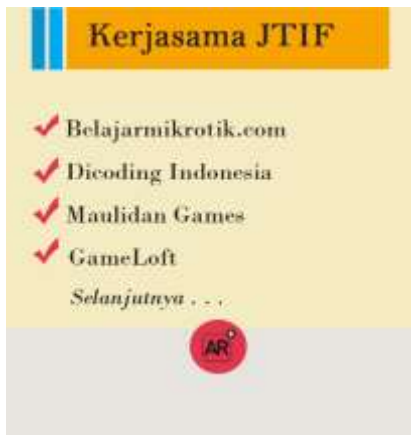 Kerjasama JTIF
Belajarmikrotik.com
Dicoding Indonesia
Maulidan Games
GameLoft
Selanjutnya . . .
AR